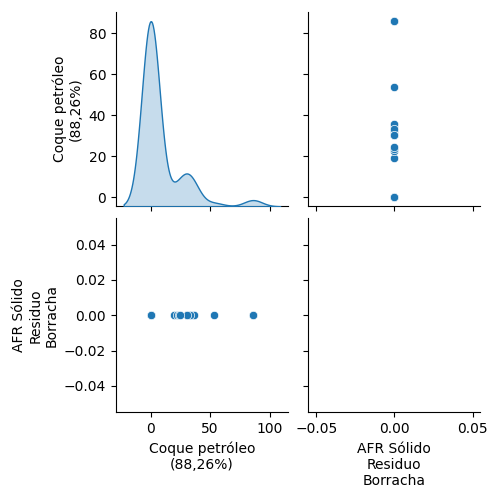 80
60
40
20
0
Coque petróleo
(88,26%)
0.04
0.02
0.00
−0.02
−0.04
AFR Sólido
Residuo
Borracha
0
50
100
Coque petróleo
(88,26%)
−0.05
0.00
0.05
AFR Sólido
Residuo
Borracha